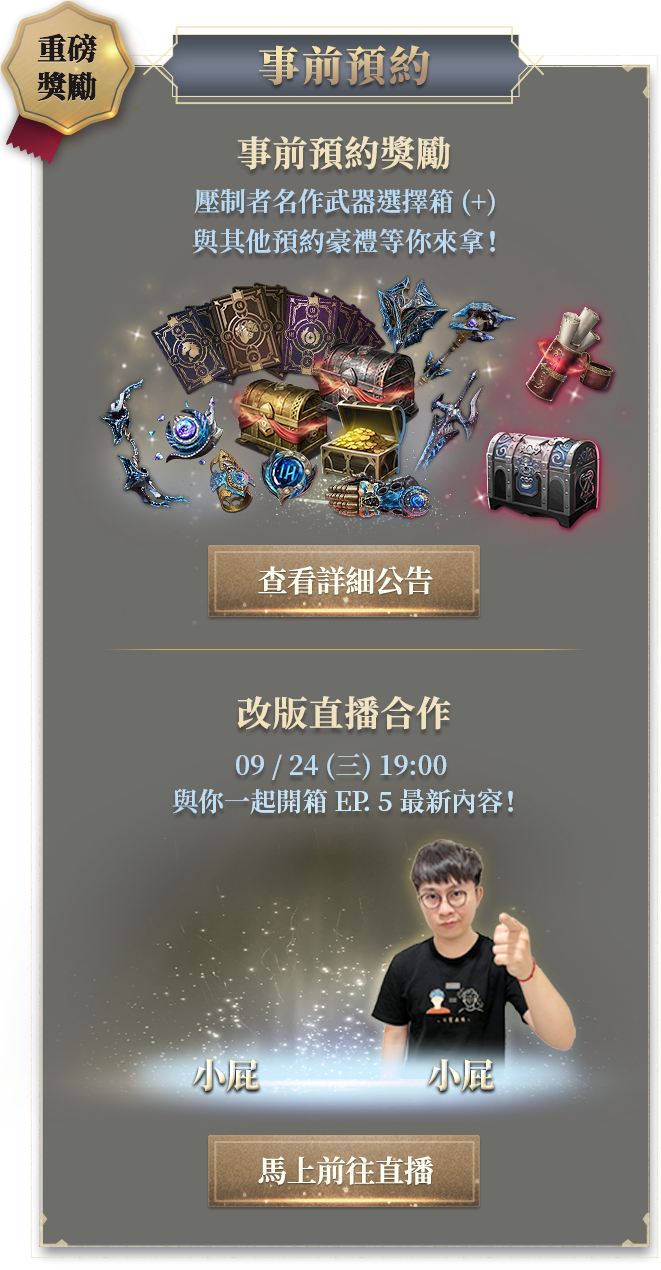 重磅
獎勵
事前預約
事前預約獎勵
壓制者名作武器選擇箱 (+)
與其他預約豪禮等你來拿!
查看詳細公告
改版直播合作
09 / 24 (三) 19:00
與你一起開箱 EP. 5 最新內容!
小屁
小屁
馬上前往直播